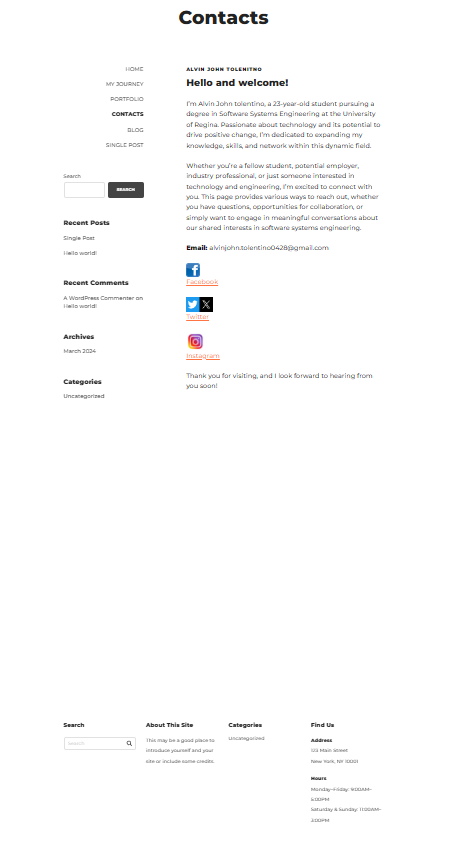 Contacts
HOME
MY JOURNEY
PORTFOLIO
CONTACTS
BLOG
SINGLE POST
Search
SEARCH
Recent Posts
Single Post
Hello world!
Recent Comments
A WordPress Commenter on
Hello world!
Archives
March 2024
Categories
Uncategorized
ALVIN JOHN TOLENITNO
Hello and welcome!
I'm Alvin John tolentino, a 23-year-old student pursuing a
degree in Software Systems Engineering at the University
of Regina. Passionate about technology and its potential to
drive positive change, I'm dedicated to expanding my
knowledge, skills, and network within this dynamic field.
Whether you're a fellow student, potential employer,
industry professional, or just someone interested in
technology and engineering, I'm excited to connect with
you. This page provides various ways to reach out, whether
you have questions, opportunities for collaboration, or
simply want to engage in meaningful conversations about
our shared interests in software systems engineering.
Email: alvinjohn.tolentino0428@gmail.com
Facebook
Twitter
Instagram
Thank you for visiting, and I look forward to hearing from
you soon!
Search
Search
About This Site
This may be a good place to
introduce yourself and your
site or include some credits.
Categories
Uncategorized
Find Us
Address
123 Main Street
New York, NY 10001
Hours
Monday–Friday: 9:00AM–
5:00PM
Saturday & Sunday: 11:00AM–
3:00PM